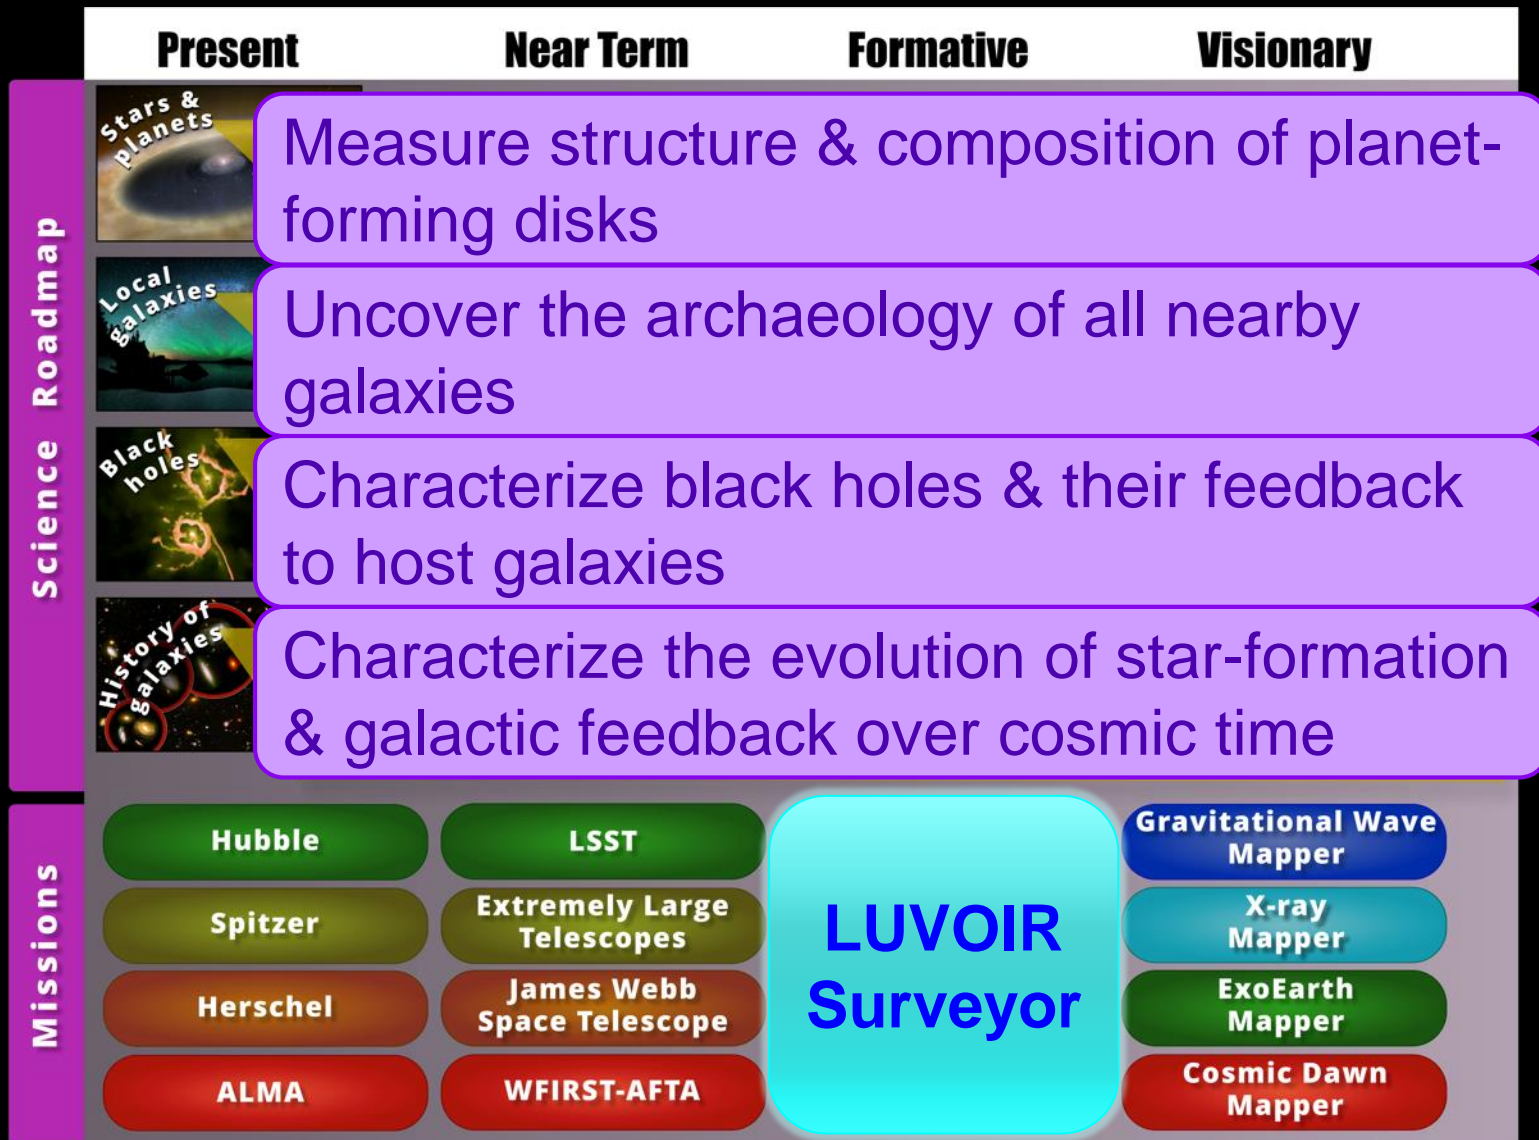 Present Near Term Formative Visionary
Science Roadmap
Stars &
planets
Measure structure & composition of planet-
forming disks
Local
galaxies
Uncover the archaeology of all nearby
galaxies
Black
holes
Characterize black holes & their feedback
to host galaxies
History of
galaxies
Characterize the evolution of star-formation
& galactic feedback over cosmic time
Missions
Hubble
Spitzer
Herschel
ALMA
LSST
Extremely Large
Telescopes
James Webb
Space Telescope
WFIRST-AFTA
LUVOIR
Surveyor
Gravitational Wave
Mapper
X-ray
Mapper
ExoEarth
Mapper
Cosmic Dawn
Mapper